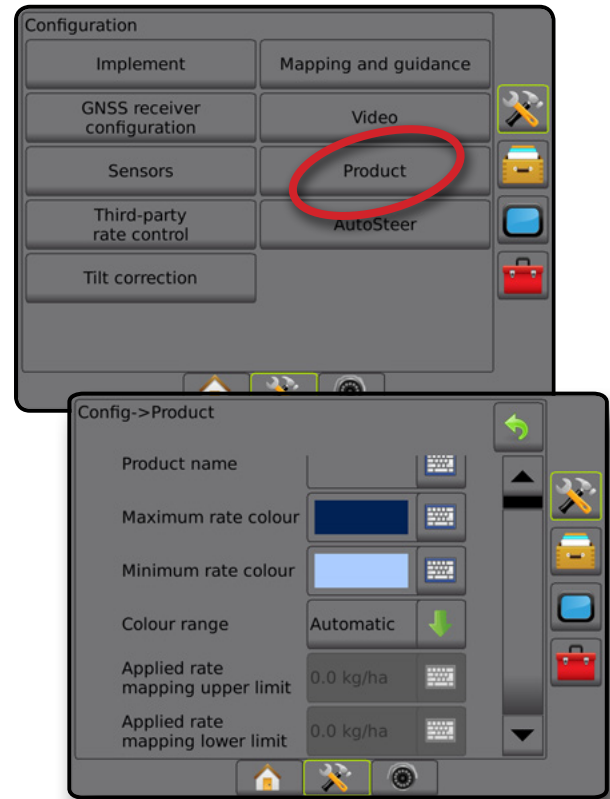 Configuration
Implement
Mapping and guidance
GNSS receiver
configuration
Video
Sensors
Product
Third-party
rate control
AutoSteer
Tilt correction
Config->Product
Product name
Maximum rate colour
Minimum rate colour
Colour range
Automatic
Applied rate
mapping upper limit
0.0 kg/ha
Applied rate
mapping lower limit
0.0 kg/ha